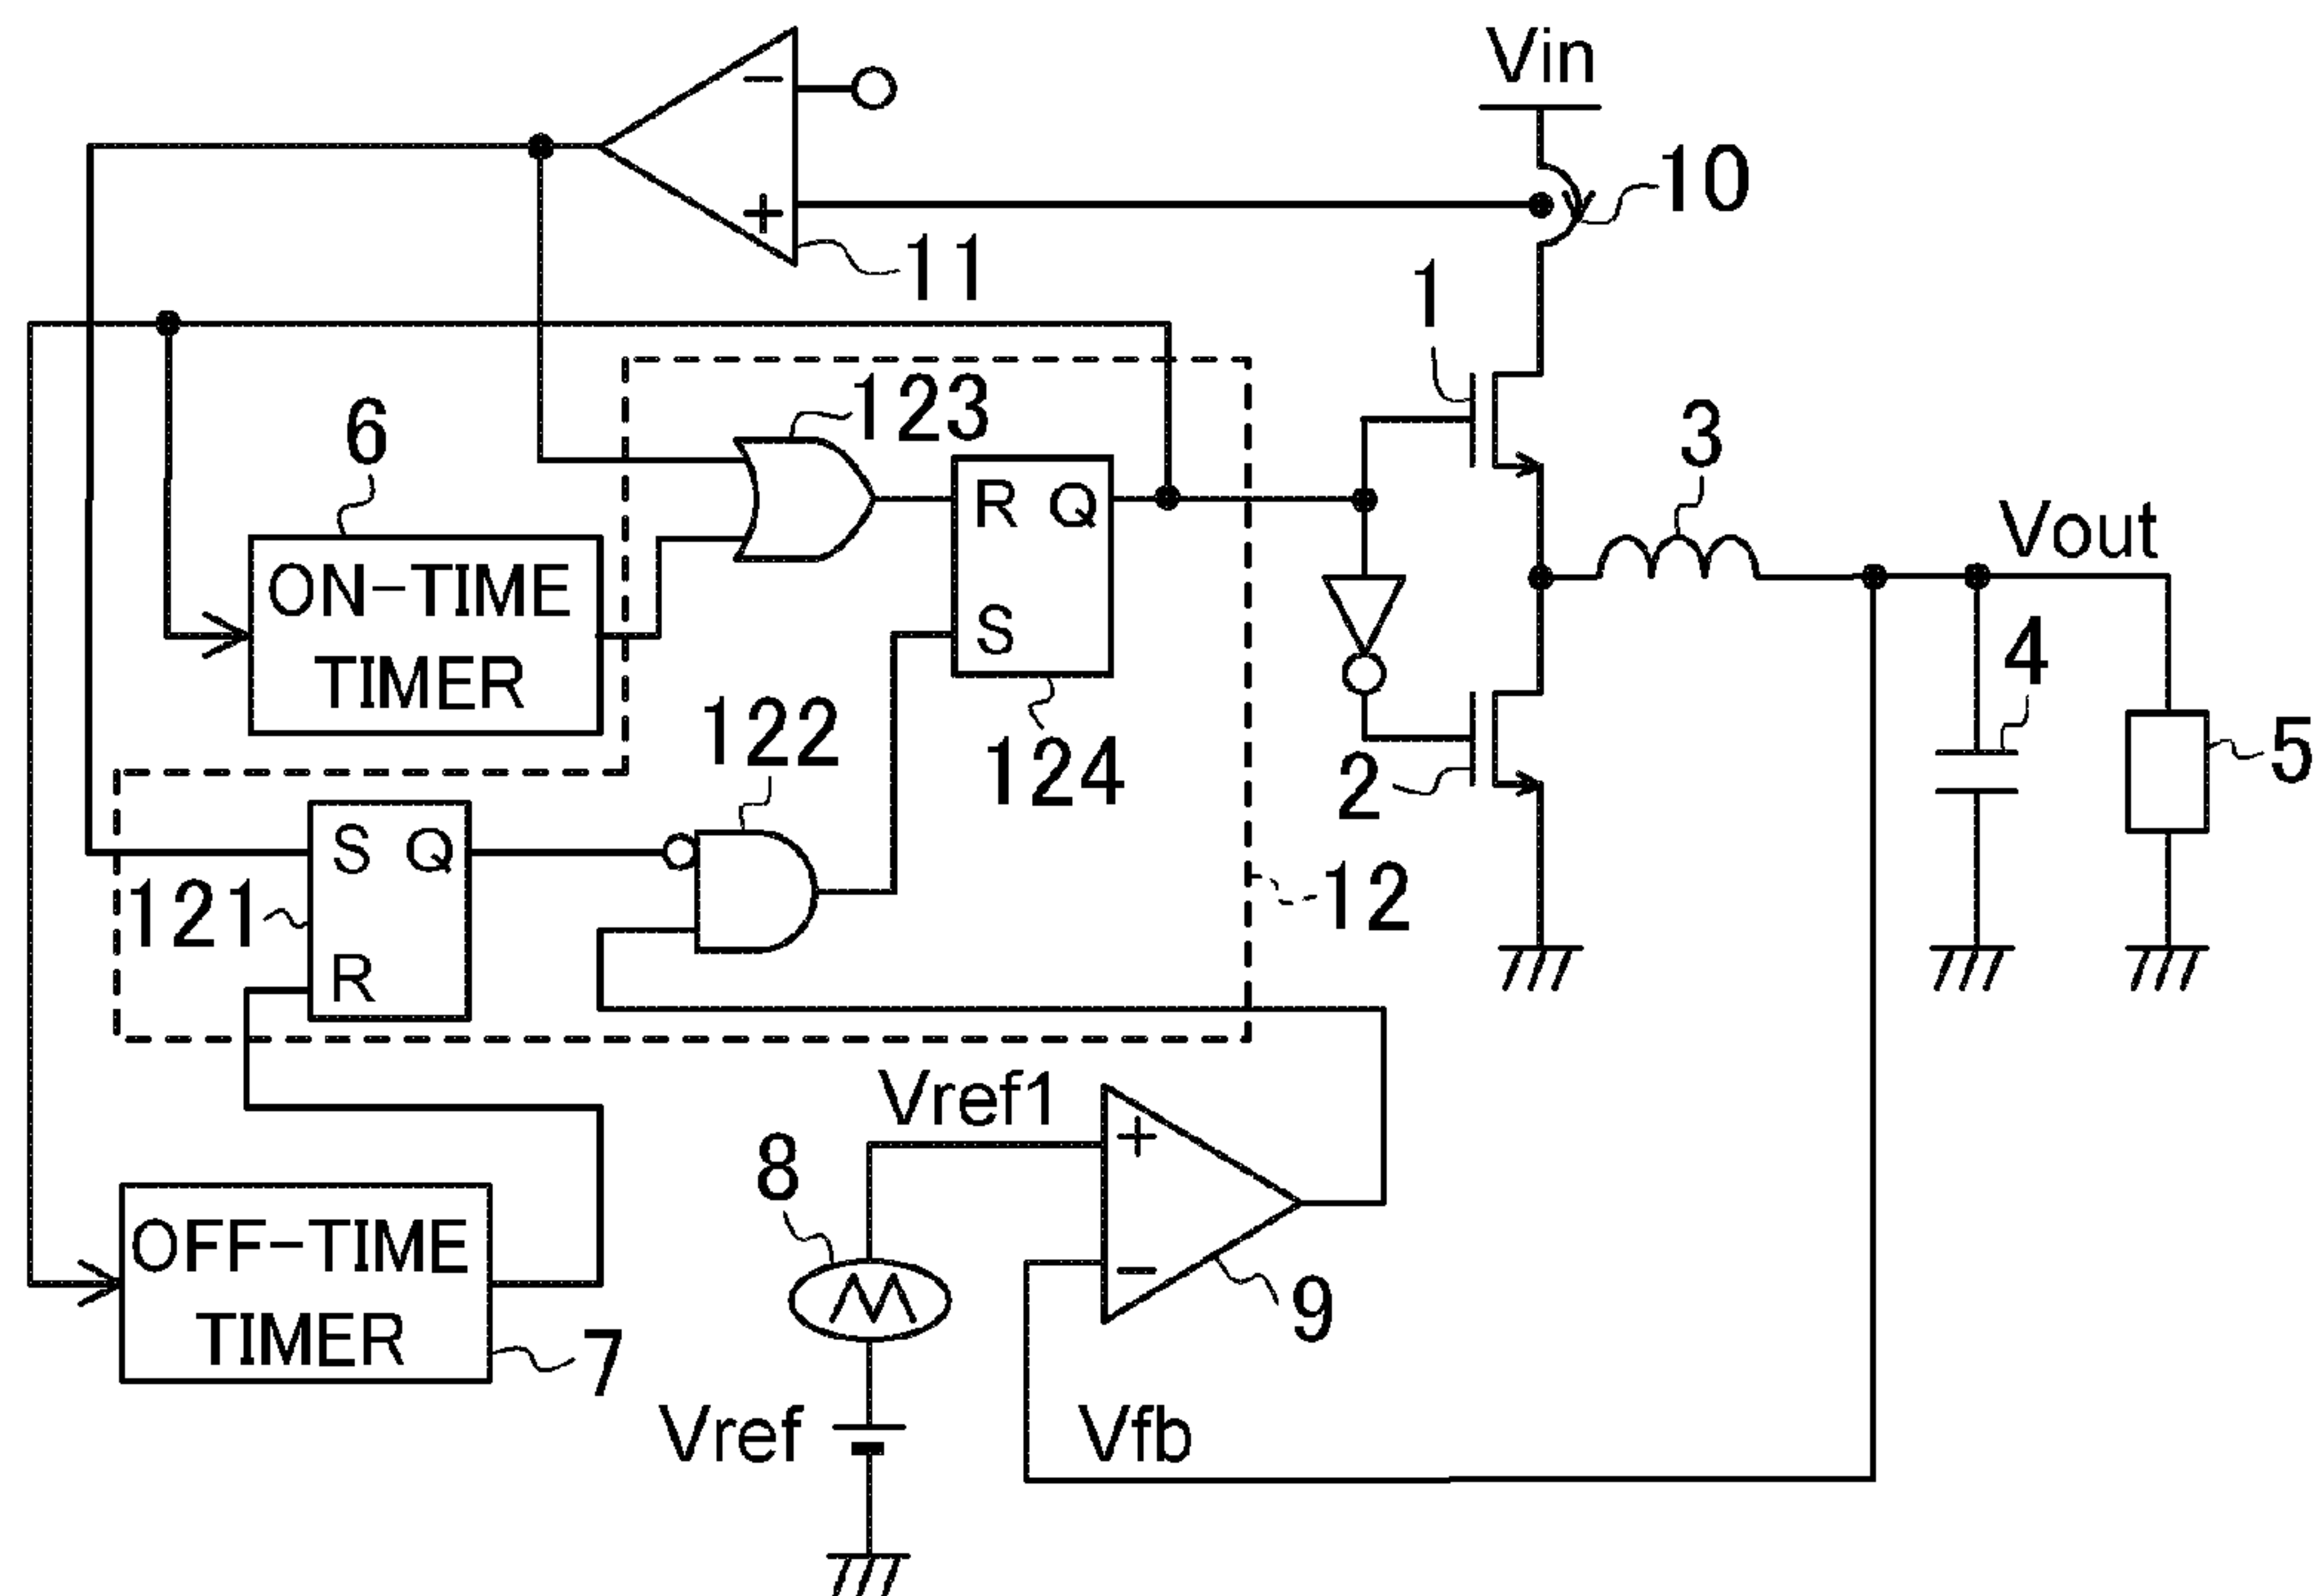 Vin
−
10
+
11
1
123
6
3
R Q
Vout
ON-TIME
TIMER
S
4
122
124
2
5
S Q
12
121
R
Vref1
+
8
OFF-TIME
TIMER
−
9
7
Vref
Vfb